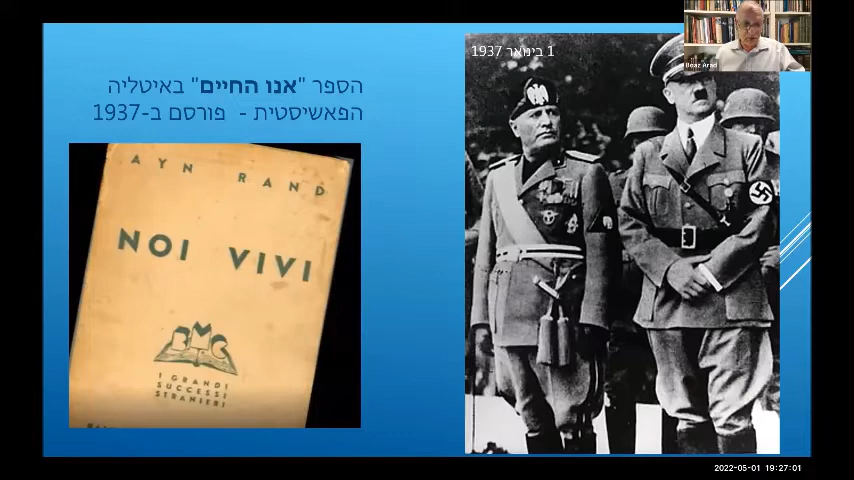 1 בינואר 1937
Boaz Arad
הספר "אנו החיים" באיטליה
הפאשיסטית - פורסם ב-1937
AYN RAND
NOI VIVI
BMC
I GRANDI
SUCCESSI
STRANIERI
2022-05-01 19:27:01